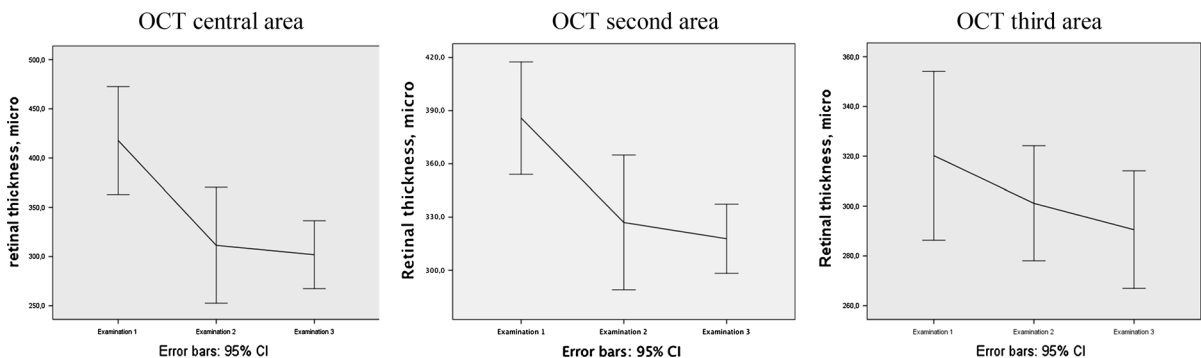 OCT central area
retinal thickness, micro
500,0
450,0
400,0
350,0
300,0
250,0
Examination 1
Examination 2
Examination 3
Error bars: 95% CI
OCT second area
Retinal thickness, micro
420,0
390,0
360,0
330,0
300,0
Examination 1
Examination 2
Examination 3
Error bars: 95% CI
OCT third area
Retinal thickness, micro
360,0
340,0
320,0
300,0
280,0
260,0
Examination 1
Examination 2
Examination 3
Error bars: 95% CI